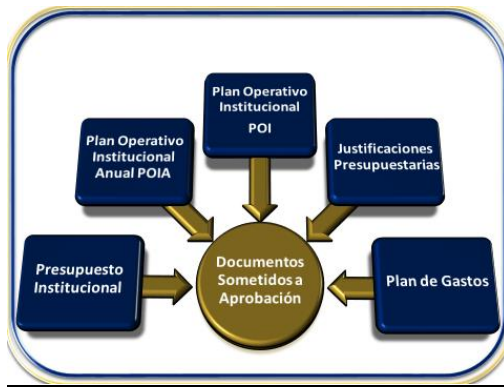 Plan Operativo
Institucional
POI
Plan Operativo
Institucional
Anual POIA
Justificaciones
Presupuestarias
Presupuesto
Institucional
Documentos
Sometidos a
Aprobación
Plan de Gastos